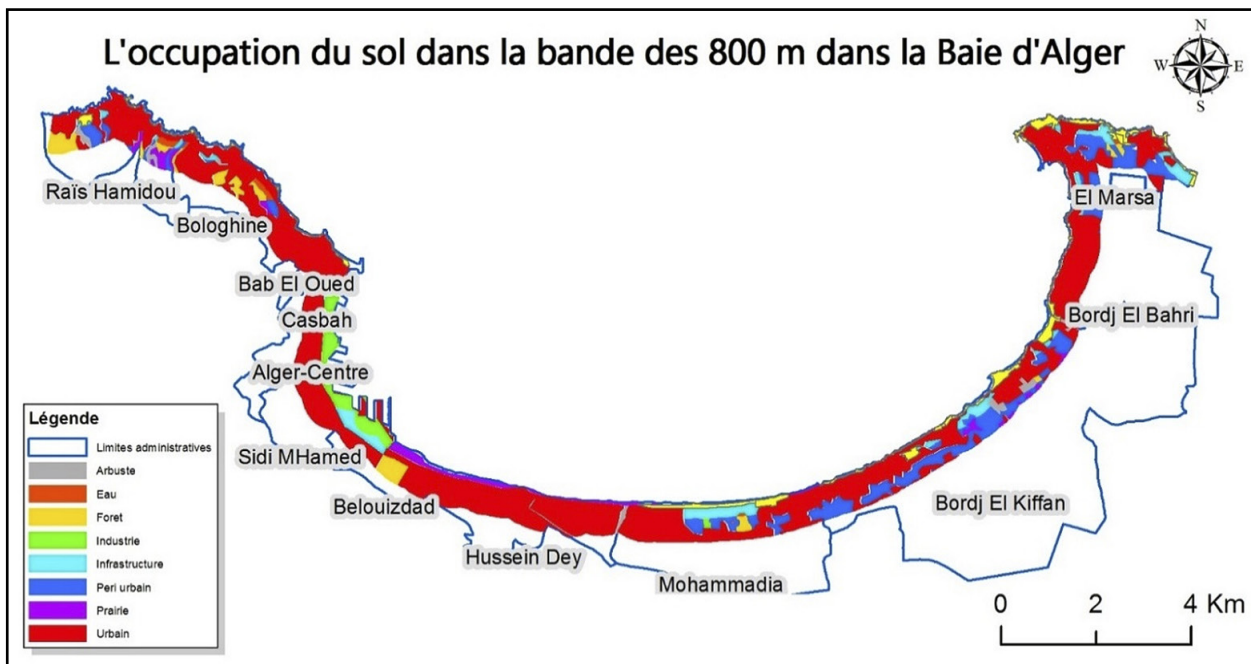 L'occupation du sol dans la bande des 800 m dans la Baie d'Alger
N
W E
S
Raïs Hamidou
Bologhine
Bab El Oued
Casbah
Alger-Centre
Sidi MHamed
Belouizdad
Hussein Dey
Mohammadia
Bordj El Kiffan
Bordj El Bahri
El Marsa
Légende
Limites administratives
Arbuste
Eau
Foret
Industrie
Infrastructure
Peri urbain
Prairie
Urbain
0 2 4 Km